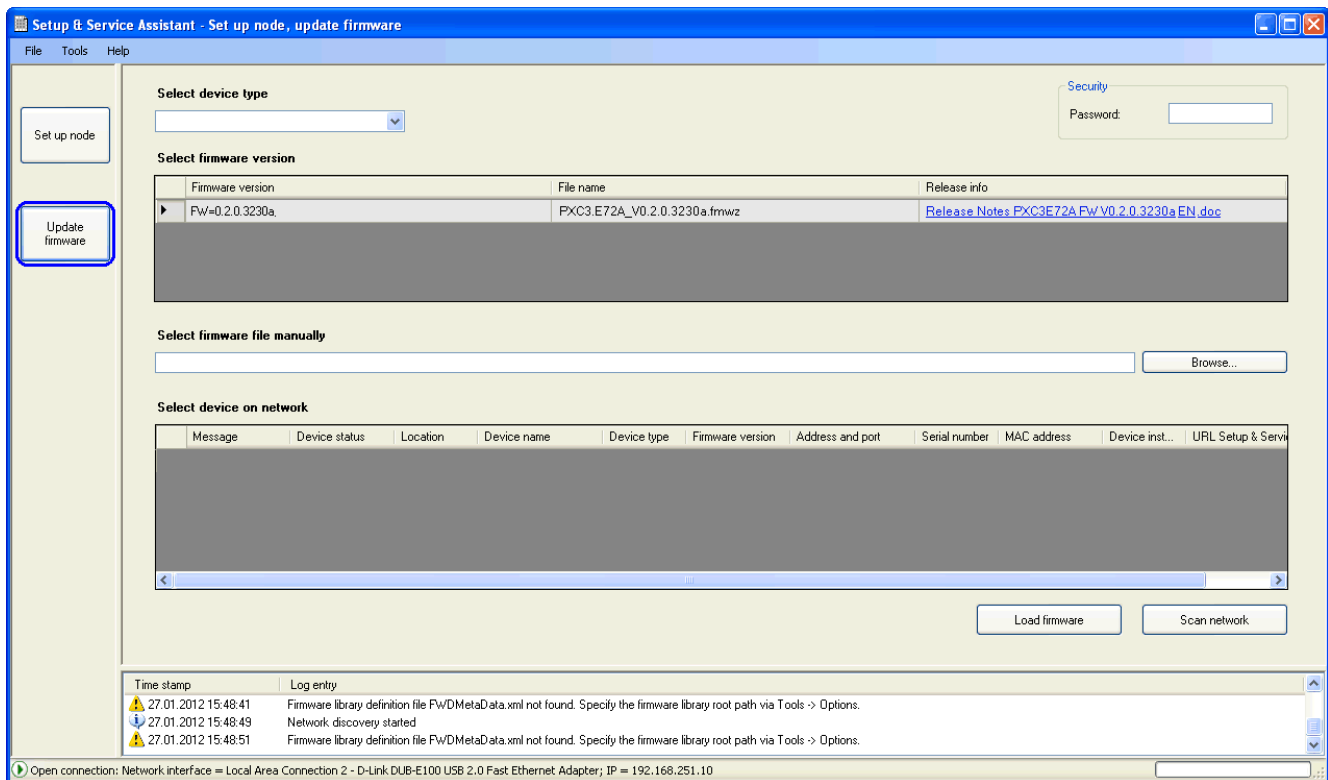 Setup & Service Assistant - Set up node, update firmware
File Tools Help
Select device type
Security
Password:
Set up node
Select firmware version
Firmware version File name Release info
FW=0.2.0.3230a, PXC3.E72A_V0.2.0.3230a.fmwz Release Notes PXC3E72A FW V0.2.0.3230a EN.doc
Update
firmware
Select firmware file manually
Browse...
Select device on network
Message Device status Location Device name Device type Firmware version Address and port Serial number MAC address Device inst... URL Setup & Servi
Load firmware Scan network
Time stamp Log entry
27.01.2012 15:48:41 Firmware library definition file FWDMetaData.xml not found. Specify the firmware library root path via Tools -> Options.
27.01.2012 15:48:49 Network discovery started
27.01.2012 15:48:51 Firmware library definition file FWDMetaData.xml not found. Specify the firmware library root path via Tools -> Options.
Open connection: Network interface = Local Area Connection 2 - D-Link DUB-E100 USB 2.0 Fast Ethernet Adapter; IP = 192.168.251.10